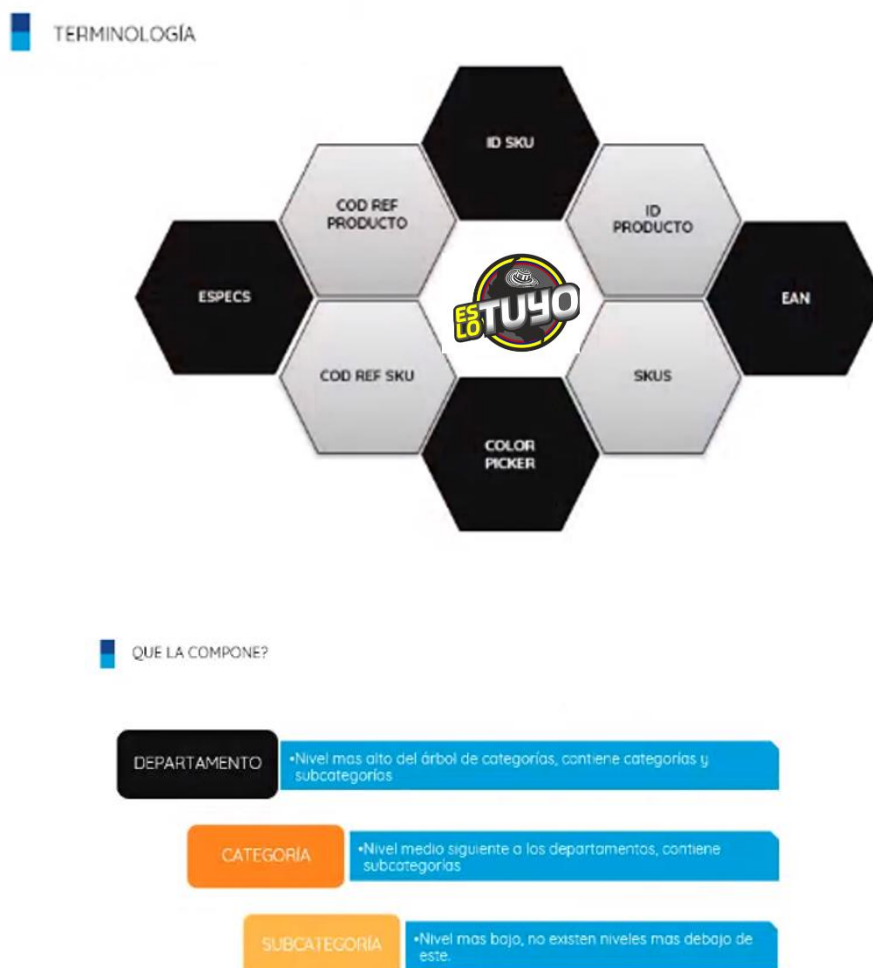 TERMINOLOGÍA
ID SKU
COD REF
PRODUCTO
ID
PRODUCTO
ESPECS
ES
LO
TUYO
EAN
COD REF SKU
SKUS
COLOR
PICKER
QUE LA COMPONE?
DEPARTAMENTO
•Nivel mas alto del árbol de categorías, contiene categorías y
subcategorías
CATEGORÍA
•Nivel medio siguiente a los departamentos, contiene
subcategorías
SUBCATEGORÍA
•Nivel mas bajo, no existen niveles mas debajo de
este.